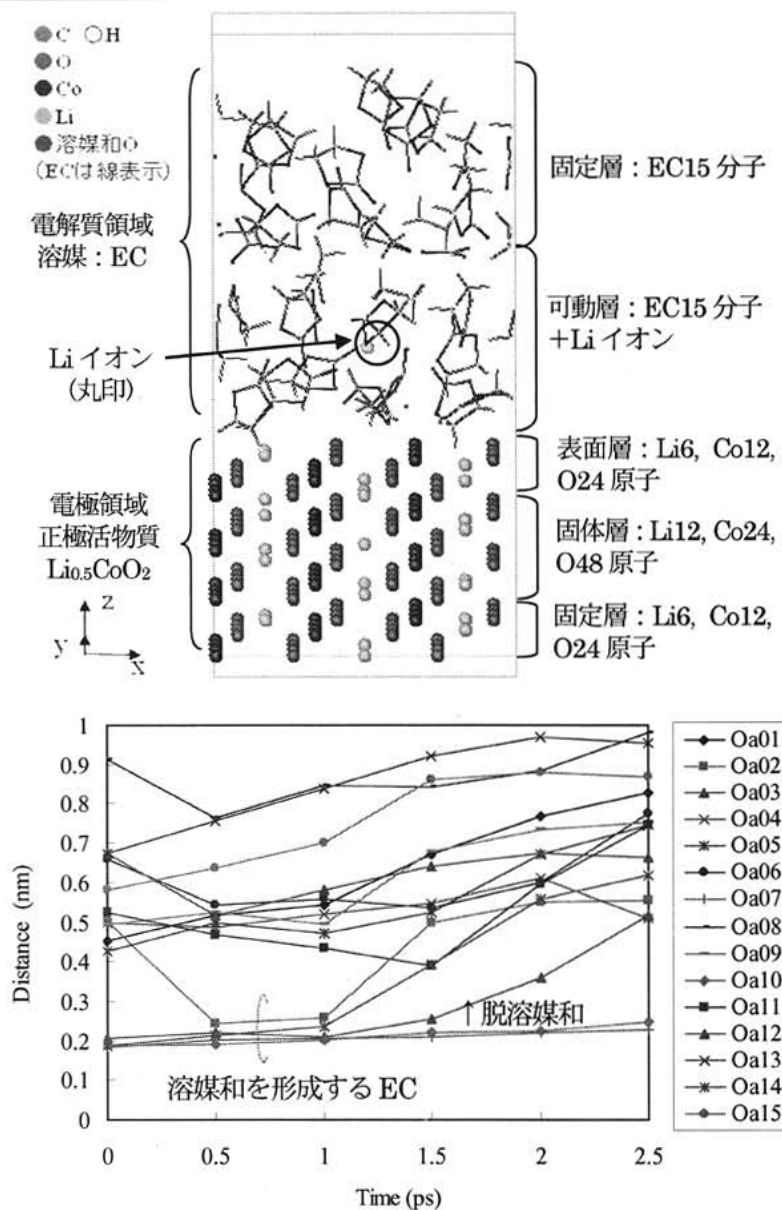 C H
O
Co
Li
溶媒和O
(ECは線表示)
電解質領域
溶媒：EC
Liイオン
(丸印)
電極領域
正極活物質
Li0.5CoO2
z
y
x
固定層：EC15分子
可動層：EC15分子
+Liイオン
表面層：Li6, Co12,
O24原子
固体層：Li12, Co24,
O48原子
固定層：Li6, Co12,
O24原子
Distance (nm)
1
0.9
0.8
0.7
0.6
0.5
0.4
0.3
0.2
0.1
0
↑脱溶媒和
溶媒和を形成するEC
0 0.5 1 1.5 2 2.5
Time (ps)
Oa01
Oa02
Oa03
Oa04
Oa05
Oa06
Oa07
Oa08
Oa09
Oa10
Oa11
Oa12
Oa13
Oa14
Oa15